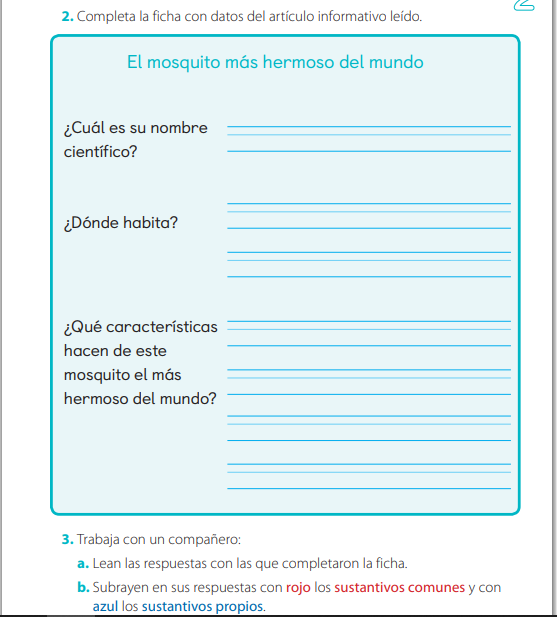 2. Completa la ficha con datos del artículo informativo leído.
El mosquito más hermoso del mundo
¿Cuál es su nombre
científico?
¿Dónde habita?
¿Qué características
hacen de este
mosquito el más
hermoso del mundo?
3. Trabaja con un compañero:
a. Lean las respuestas con las que completaron la ficha.
b. Subrayen en sus respuestas con rojo los sustantivos comunes y con
azul los sustantivos propios.